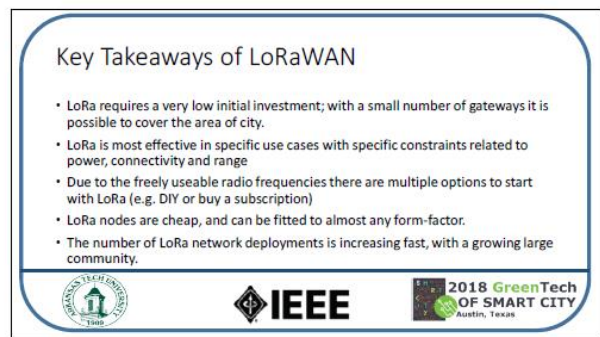 Key Takeaways of LoRaWAN
• LoRa requires a very low initial investment; with a small number of gateways it is
possible to cover the area of city.
• LoRa is most effective in specific use cases with specific constraints related to
power, connectivity and range
• Due to the freely useable radio frequencies there are multiple options to start
with LoRa (e.g. DIY or buy a subscription)
• LoRa nodes are cheap, and can be fitted to almost any form-factor.
• The number of LoRa network deployments is increasing fast, with a growing large
community.
ARKANSAS TECH UNIVERSITY
1909
IEEE
2018 GreenTech
OF SMART CITY
Austin, Texas